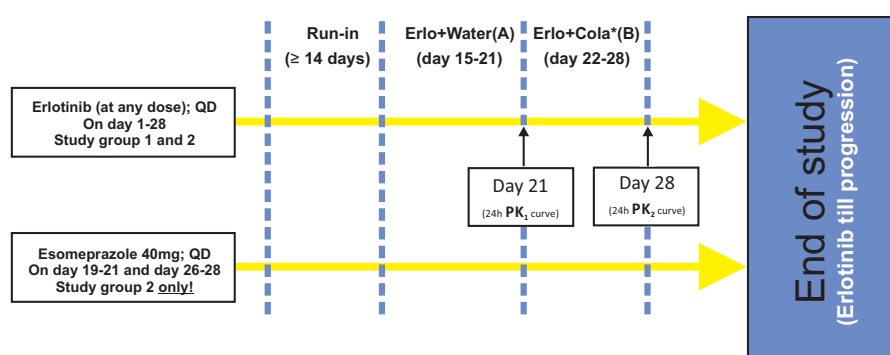 Run-in
(≥ 14 days)
Erlo+Water(A)
(day 15-21)
Erlo+Cola*(B)
(day 22-28)
Erlotinib (at any dose); QD
On day 1-28
Study group 1 and 2
Day 21
(24h PK₁ curve)
Day 28
(24h PK₂ curve)
Esomeprazole 40mg; QD
On day 19-21 and day 26-28
Study group 2 only!
End of study
(Erlotinib till progression)